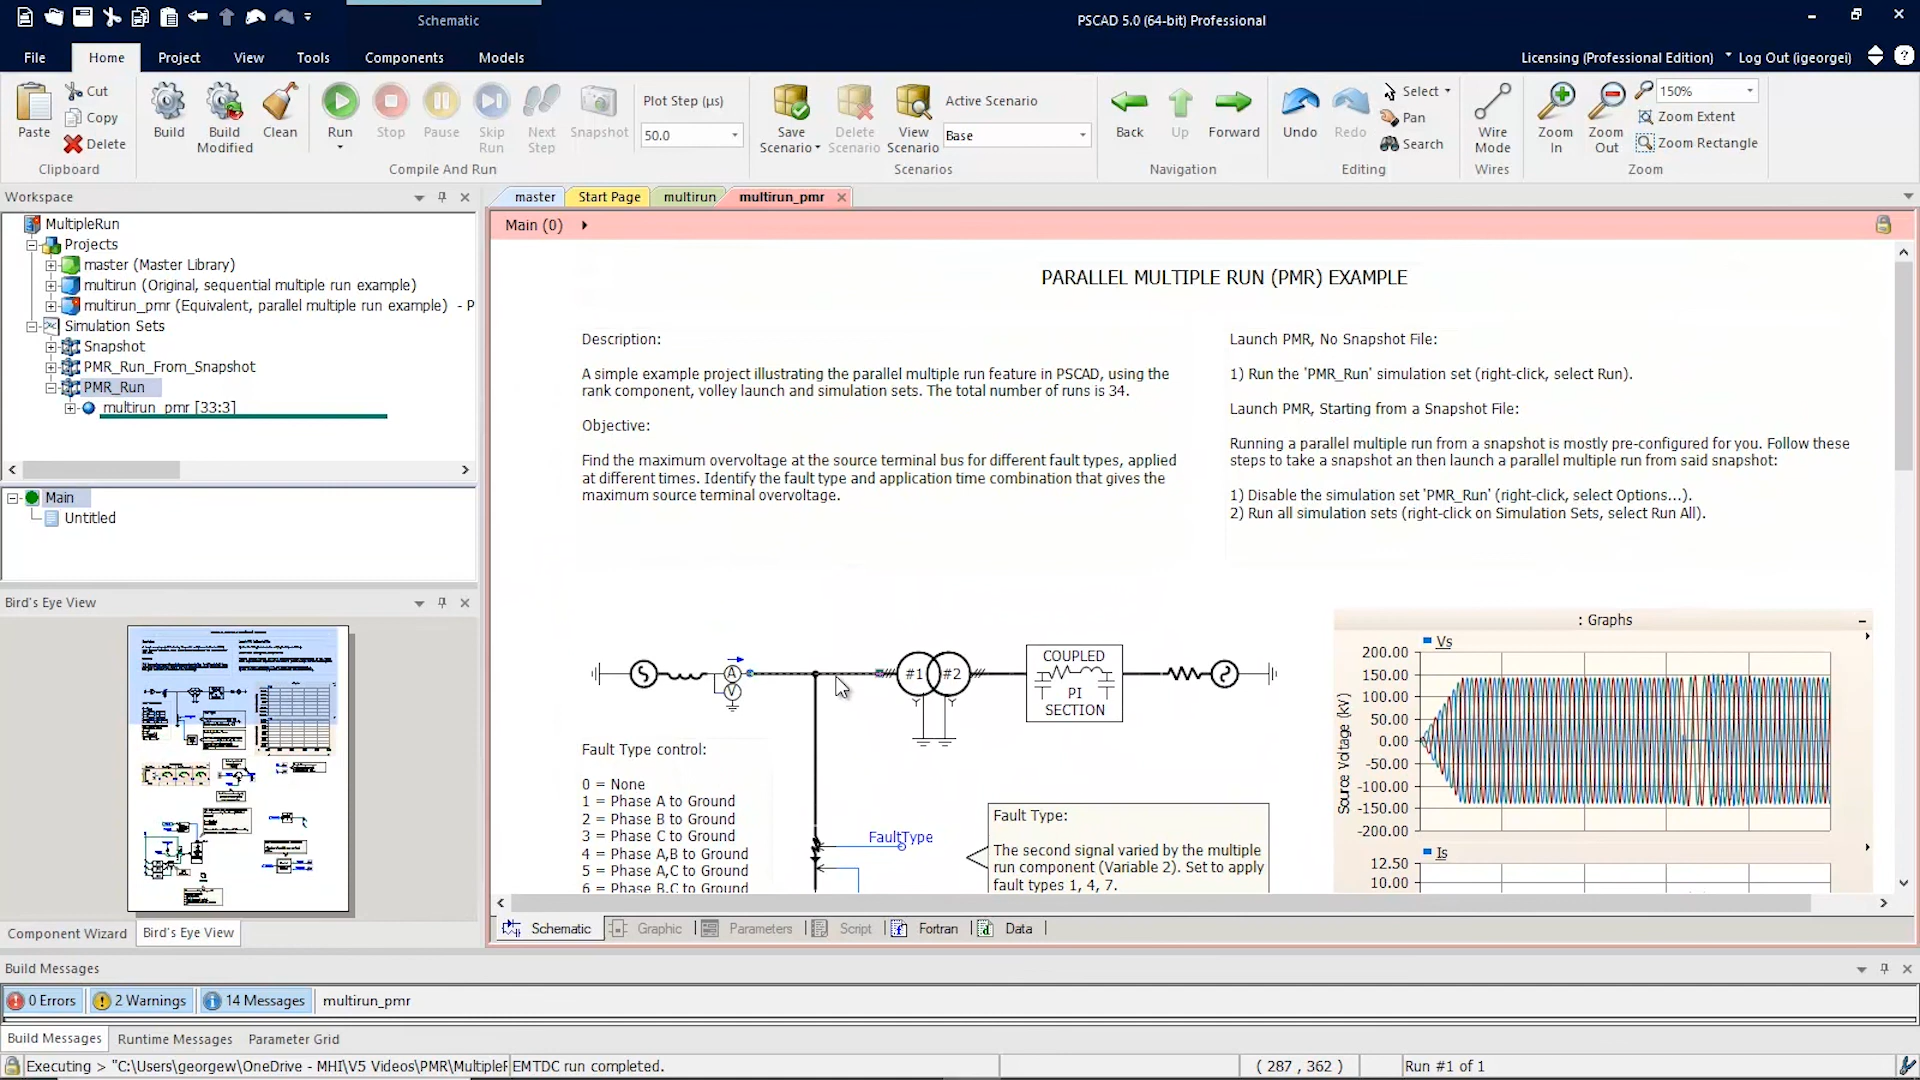 Schematic
PSCAD 5.0 (64-bit) Professional
File Home Project View Tools Components Models
Licensing (Professional Edition) Log Out (igeorgei)
Paste
Cut
Copy
Delete
Clipboard
Build
Build Modified
Clean
Run
Stop
Pause
Skip Run
Next Step
Snapshot
Plot Step (µs)
50.0
Compile And Run
Save Scenario
Delete Scenario
View Scenario
Active Scenario
Base
Scenarios
Back
Up
Forward
Navigation
Undo
Redo
Select
Pan
Search
Editing
Wire Mode
Wires
Zoom In
Zoom Out
150%
Zoom Extent
Zoom Rectangle
Zoom
Workspace
MultipleRun
Projects
master (Master Library)
multirun (Original, sequential multiple run example)
multirun_pmr (Equivalent, parallel multiple run example) - P
Simulation Sets
Snapshot
PMR_Run_From_Snapshot
PMR_Run
multirun_pmr [33:3]
Main
Untitled
Bird's Eye View
Component Wizard
Bird's Eye View
master
Start Page
multirun
multirun_pmr
Main (0)
PARALLEL MULTIPLE RUN (PMR) EXAMPLE
Description:
A simple example project illustrating the parallel multiple run feature in PSCAD, using the
rank component, volley launch and simulation sets. The total number of runs is 34.
Objective:
Find the maximum overvoltage at the source terminal bus for different fault types, applied
at different times. Identify the fault type and application time combination that gives the
maximum source terminal overvoltage.
Launch PMR, No Snapshot File:
1) Run the 'PMR_Run' simulation set (right-click, select Run).
Launch PMR, Starting from a Snapshot File:
Running a parallel multiple run from a snapshot is mostly pre-configured for you. Follow these
steps to take a snapshot an then launch a parallel multiple run from said snapshot:
1) Disable the simulation set 'PMR_Run' (right-click, select Options...).
2) Run all simulation sets (right-click on Simulation Sets, select Run All).
A
V
#1
#2
COUPLED
PI
SECTION
Fault Type control:
0 = None
1 = Phase A to Ground
2 = Phase B to Ground
3 = Phase C to Ground
4 = Phase A,B to Ground
5 = Phase A,C to Ground
6 = Phase B,C to Ground
FaultType
Fault Type:
The second signal varied by the multiple
run component (Variable 2). Set to apply
fault types 1, 4, 7.
: Graphs
Vs
Source Voltage (kV)
200.00
150.00
100.00
50.00
0.00
-50.00
-100.00
-150.00
-200.00
Is
12.50
10.00
Schematic
Graphic
Parameters
Script
Fortran
Data
Build Messages
0 Errors
2 Warnings
14 Messages
multirun_pmr
Build Messages
Runtime Messages
Parameter Grid
Executing > "C:\Users\georgew\OneDrive - MHI\V5 Videos\PMR\MultipleR
EMTDC run completed.
( 287 , 362 )
Run #1 of 1